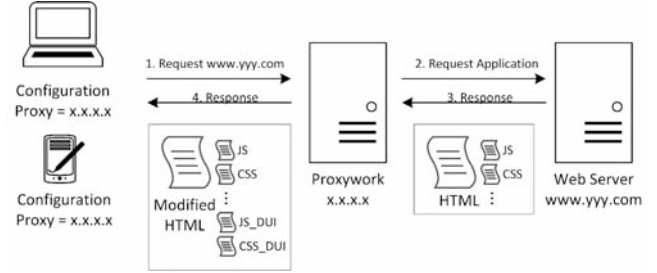 1. Request www.yyy.com
2. Request Application
4. Response
3. Response
Configuration
Proxy = x.x.x.x
JS
CSS
Modified
HTML
JS_DUI
CSS_DUI
Proxywork
x.x.x.x
JS
CSS
HTML
Web Server
www.yyy.com
Configuration
Proxy = x.x.x.x